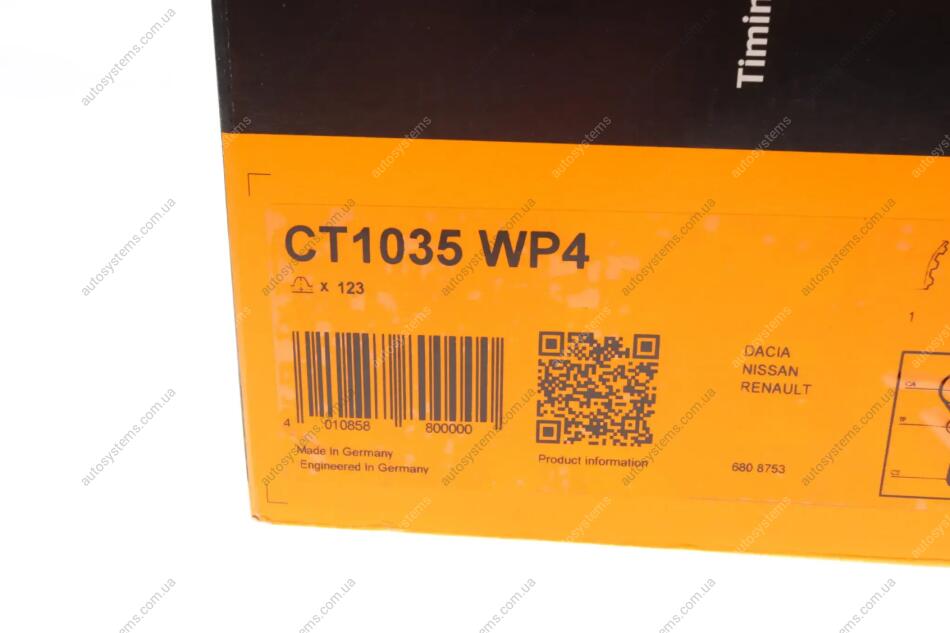 Timin
CT1035 WP4
x 123
4 010858 800000
Made In Germany
Engineered In Germany
Product information
DACIA
NISSAN
RENAULT
680 8753
1
autosystems.com.ua